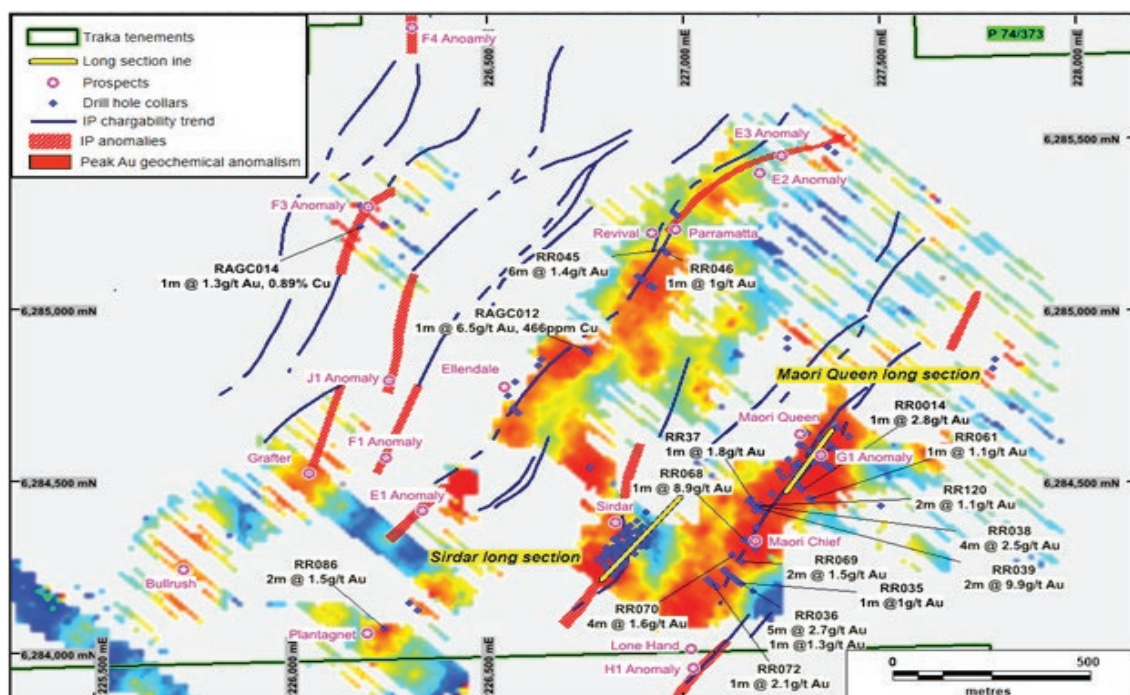 Traka tenements
Long section ine
Prospects
Drill hole collars
IP chargability trend
IP anomalies
Peak Au geochemical anomalism
F4 Anoamly
226,500 mE
227,000 mE
227,500 mE
228,000 mE
P 74/373
E3 Anomaly
6,285,500 mN
E2 Anomaly
F3 Anomaly
Revival
Parramatta
RAGC014
1m @ 1.3g/t Au, 0.89% Cu
RR045
6m @ 1.4g/t Au
RR046
1m @ 1g/t Au
6,285,000 mN
6,285,000 mN
RAGC012
1m @ 6.5g/t Au, 466ppm Cu
Ellendale
J1 Anomaly
Maori Queen long section
Maori Queen
RR0014
1m @ 2.8g/t Au
F1 Anomaly
RR37
1m @ 1.8g/t Au
RR061
1m @ 1.1g/t Au
G1 Anomaly
Grafter
RR068
1m @ 8.9g/t Au
6,284,500 mN
6,284,500 mN
E1 Anomaly
Sirdar
RR120
2m @ 1.1g/t Au
Sirdar long section
Maori Chief
RR038
4m @ 2.5g/t Au
Bullrush
RR086
2m @ 1.5g/t Au
RR069
2m @ 1.5g/t Au
RR039
2m @ 9.9g/t Au
RR035
1m @1g/t Au
RR070
4m @ 1.6g/t Au
RR036
5m @ 2.7g/t Au
1m @1.3g/t Au
Plantagnet
Lone Hand
6,284,000 mN
H1 Anomaly
RR072
1m @ 2.1g/t Au
225,500 mE
226,000 mE
0
500
metres